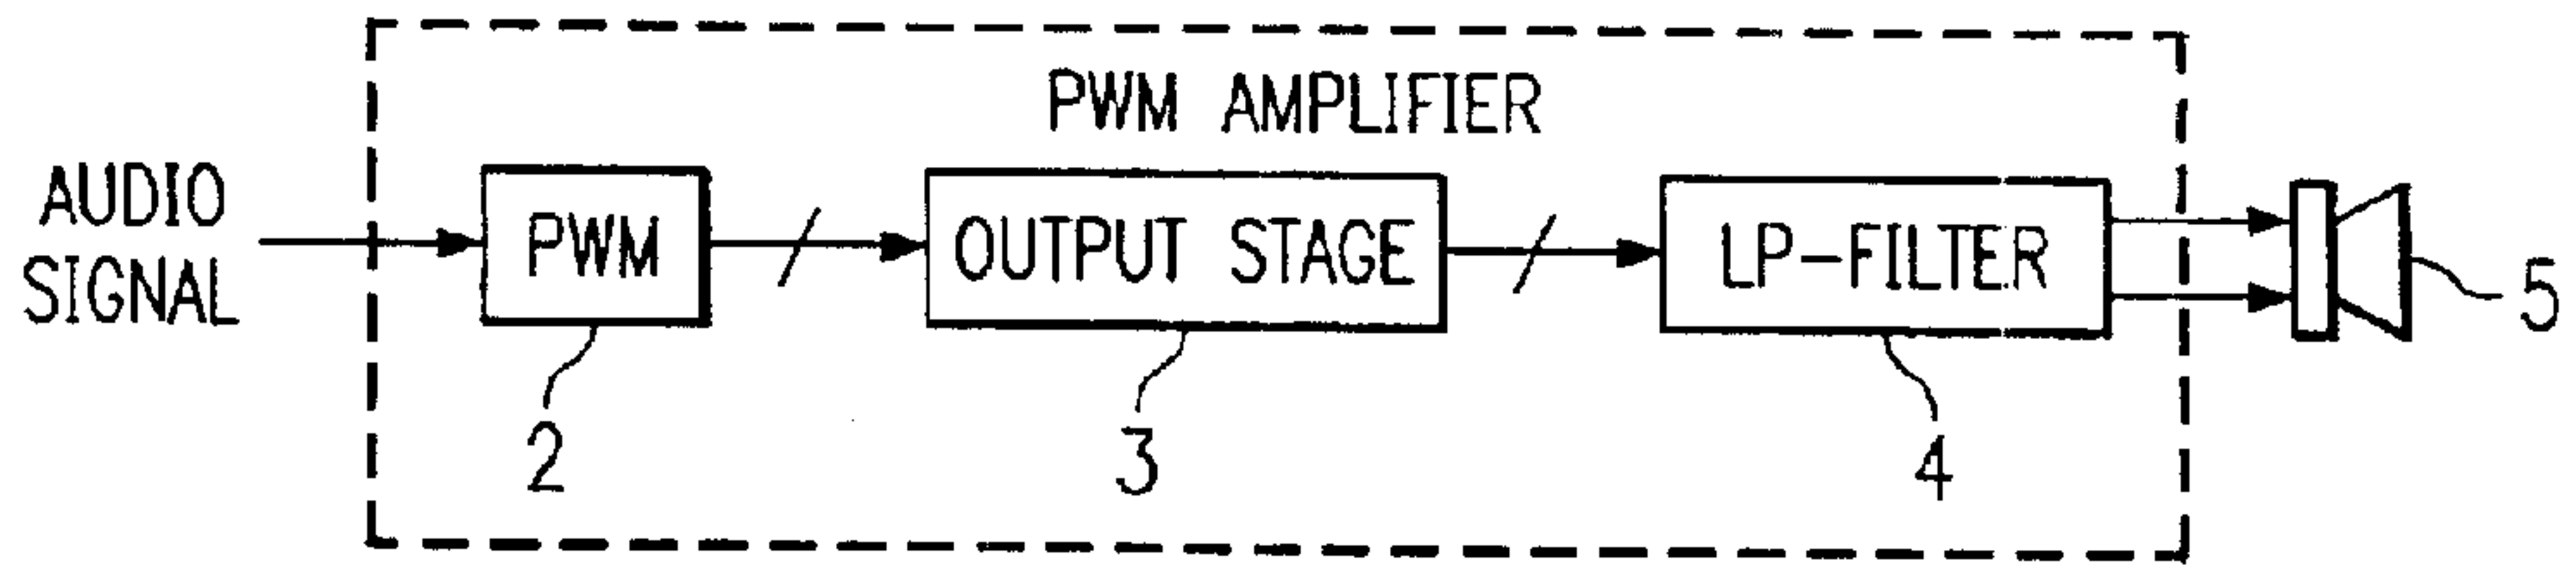 PWM AMPLIFIER
AUDIO
SIGNAL
PWM
OUTPUT STAGE
LP-FILTER
2
3
4
5